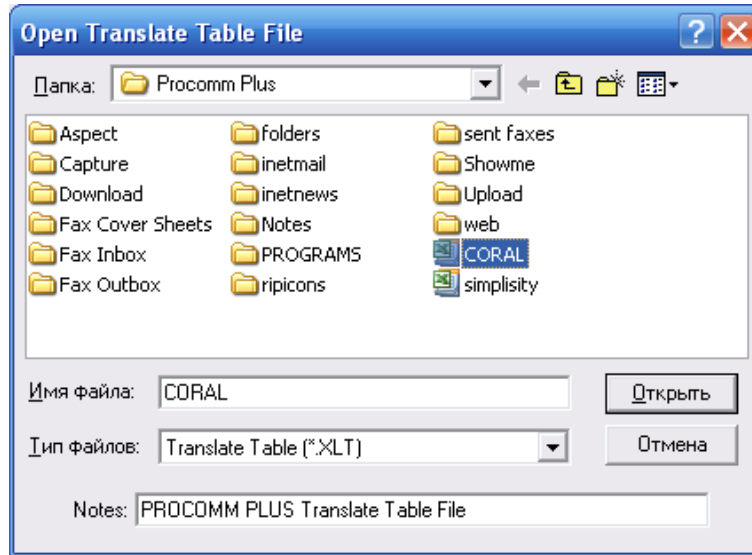 Open Translate Table File
Папка: Procomm Plus
Aspect folders sent faxes
Capture inetmail Showme
Download inetnews Upload
Fax Cover Sheets Notes web
Fax Inbox PROGRAMS CORAL
Fax Outbox ripicons simplisity
Имя файла: CORAL Открыть
Тип файлов: Translate Table (*.XLT) Отмена
Notes: PROCOMM PLUS Translate Table File